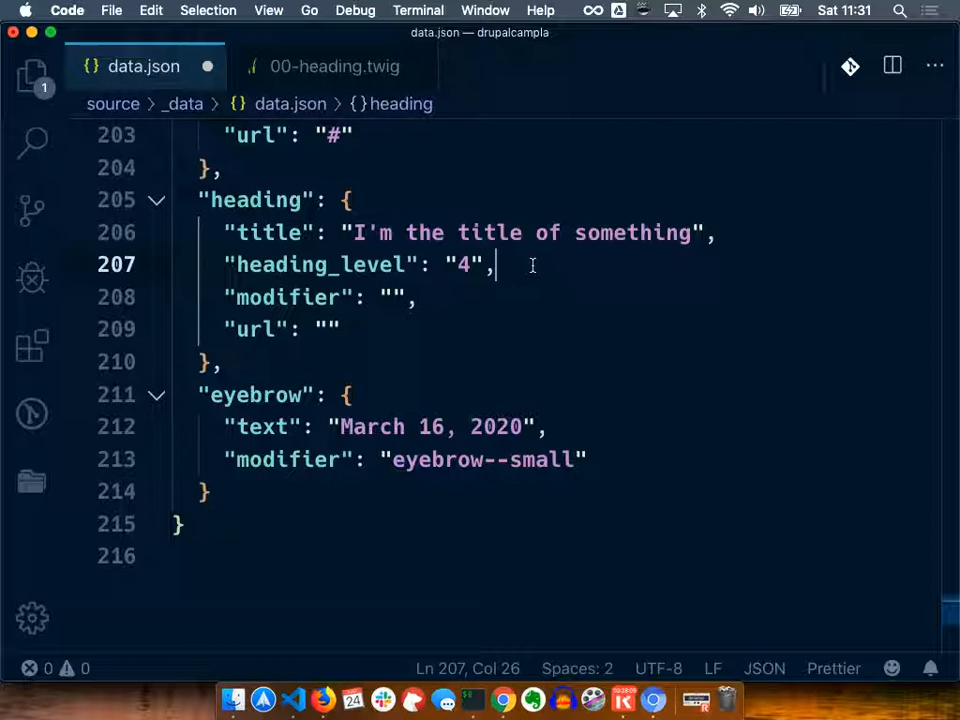 Code File Edit Selection View Go Debug Terminal Window Help Sat 11:31
data.json — drupalcampla
{} data.json 00-heading.twig
source > _data > {} data.json > {} heading
1
203 "url": "#"
204 },
205 "heading": {
206 "title": "I'm the title of something",
207 "heading_level": "4",
208 "modifier": "",
209 "url": ""
210 },
211 "eyebrow": {
212 "text": "March 16, 2020",
213 "modifier": "eyebrow--small"
214 }
215 }
216
0 0 Ln 207, Col 26 Spaces: 2 UTF-8 LF JSON Prettier
24